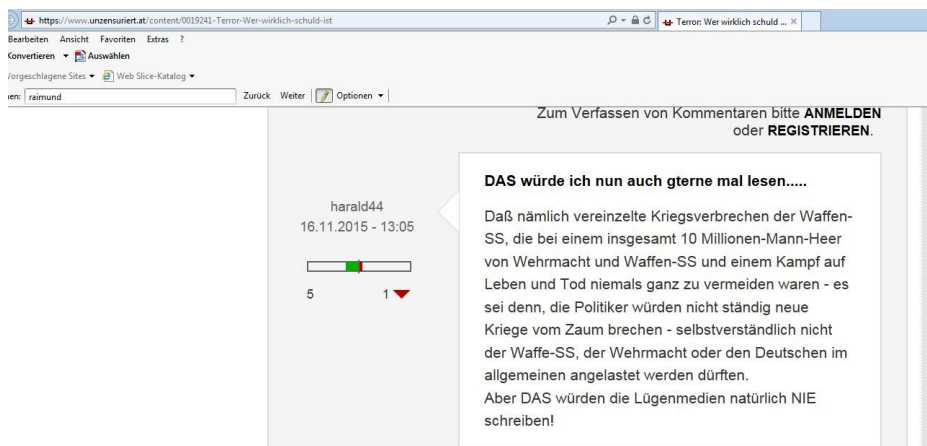 https://www.unzensuriert.at/content/0019241-Terror-Wer-wirklich-schuld-ist
Terror: Wer wirklich schuld ...
Bearbeiten Ansicht Favoriten Extras ?
Konvertieren Auswählen
Vorgeschlagene Sites Web Slice-Katalog
raimund Zurück Weiter Optionen
Zum Verfassen von Kommentaren bitte ANMELDEN
oder REGISTRIEREN.
harald44
16.11.2015 - 13:05
5 1
DAS würde ich nun auch gterne mal lesen.....
Daß nämlich vereinzelte Kriegsverbrechen der Waffen-
SS, die bei einem insgesamt 10 Millionen-Mann-Heer
von Wehrmacht und Waffen-SS und einem Kampf auf
Leben und Tod niemals ganz zu vermeiden waren - es
sei denn, die Politiker würden nicht ständig neue
Kriege vom Zaum brechen - selbstverständlich nicht
der Waffe-SS, der Wehrmacht oder den Deutschen im
allgemeinen angelastet werden dürften.
Aber DAS würden die Lügenmedien natürlich NIE
schreiben!